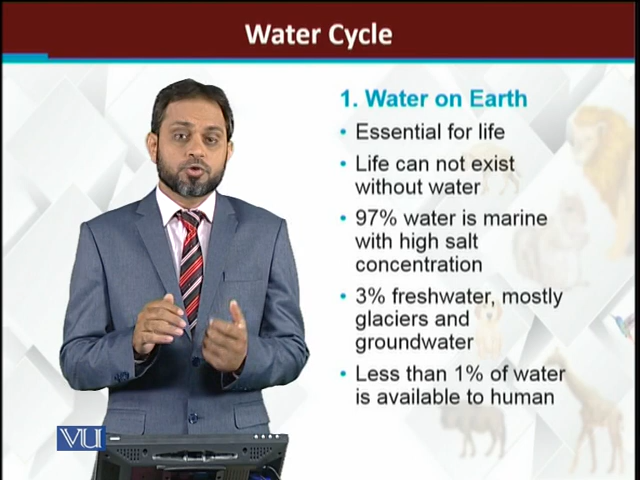 Water Cycle
1. Water on Earth
• Essential for life
• Life can not exist
without water
• 97% water is marine
with high salt
concentration
• 3% freshwater, mostly
glaciers and
groundwater
• Less than 1% of water
is available to human
VU